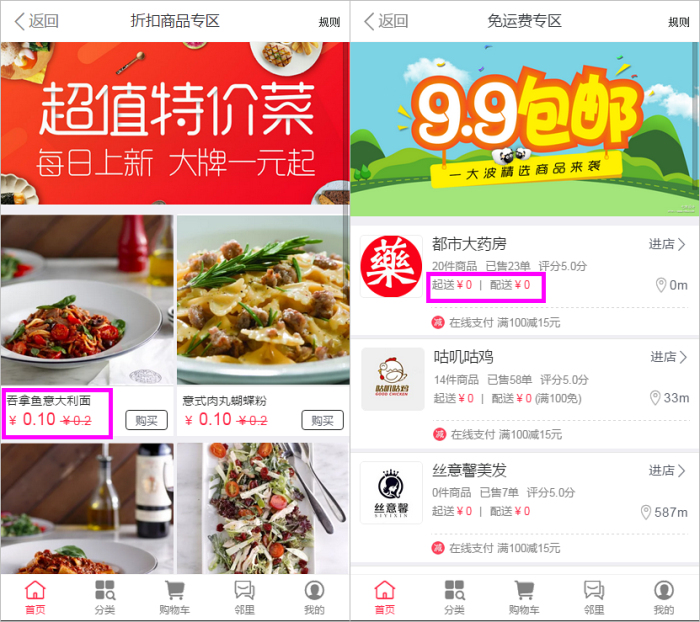 返回
折扣商品专区
规则
超值特价菜
每日上新 大牌一元起
吞拿鱼意大利面
¥ 0.10 ¥0.2
购买
意式肉丸蝴蝶粉
¥ 0.10 ¥0.2
购买
首页
分类
购物车
邻里
我的
返回
免运费专区
规则
9.9包邮
一大波精选商品来袭
藥
都市大药房
进店
20件商品 已售23单 评分5.0分
起送¥0 | 配送¥0
0m
减 在线支付 满100减15元
咕叽咕鸡
GOOD CHICKEN
咕叽咕鸡
进店
14件商品 已售58单 评分5.0分
起送¥0 | 配送¥0 (满100免)
33m
减 在线支付 满100减15元
丝意馨
SIYIXIN
丝意馨美发
进店
0件商品 已售7单 评分5.0分
起送¥0 | 配送¥0
587m
减 在线支付 满100减15元
首页
分类
购物车
邻里
我的